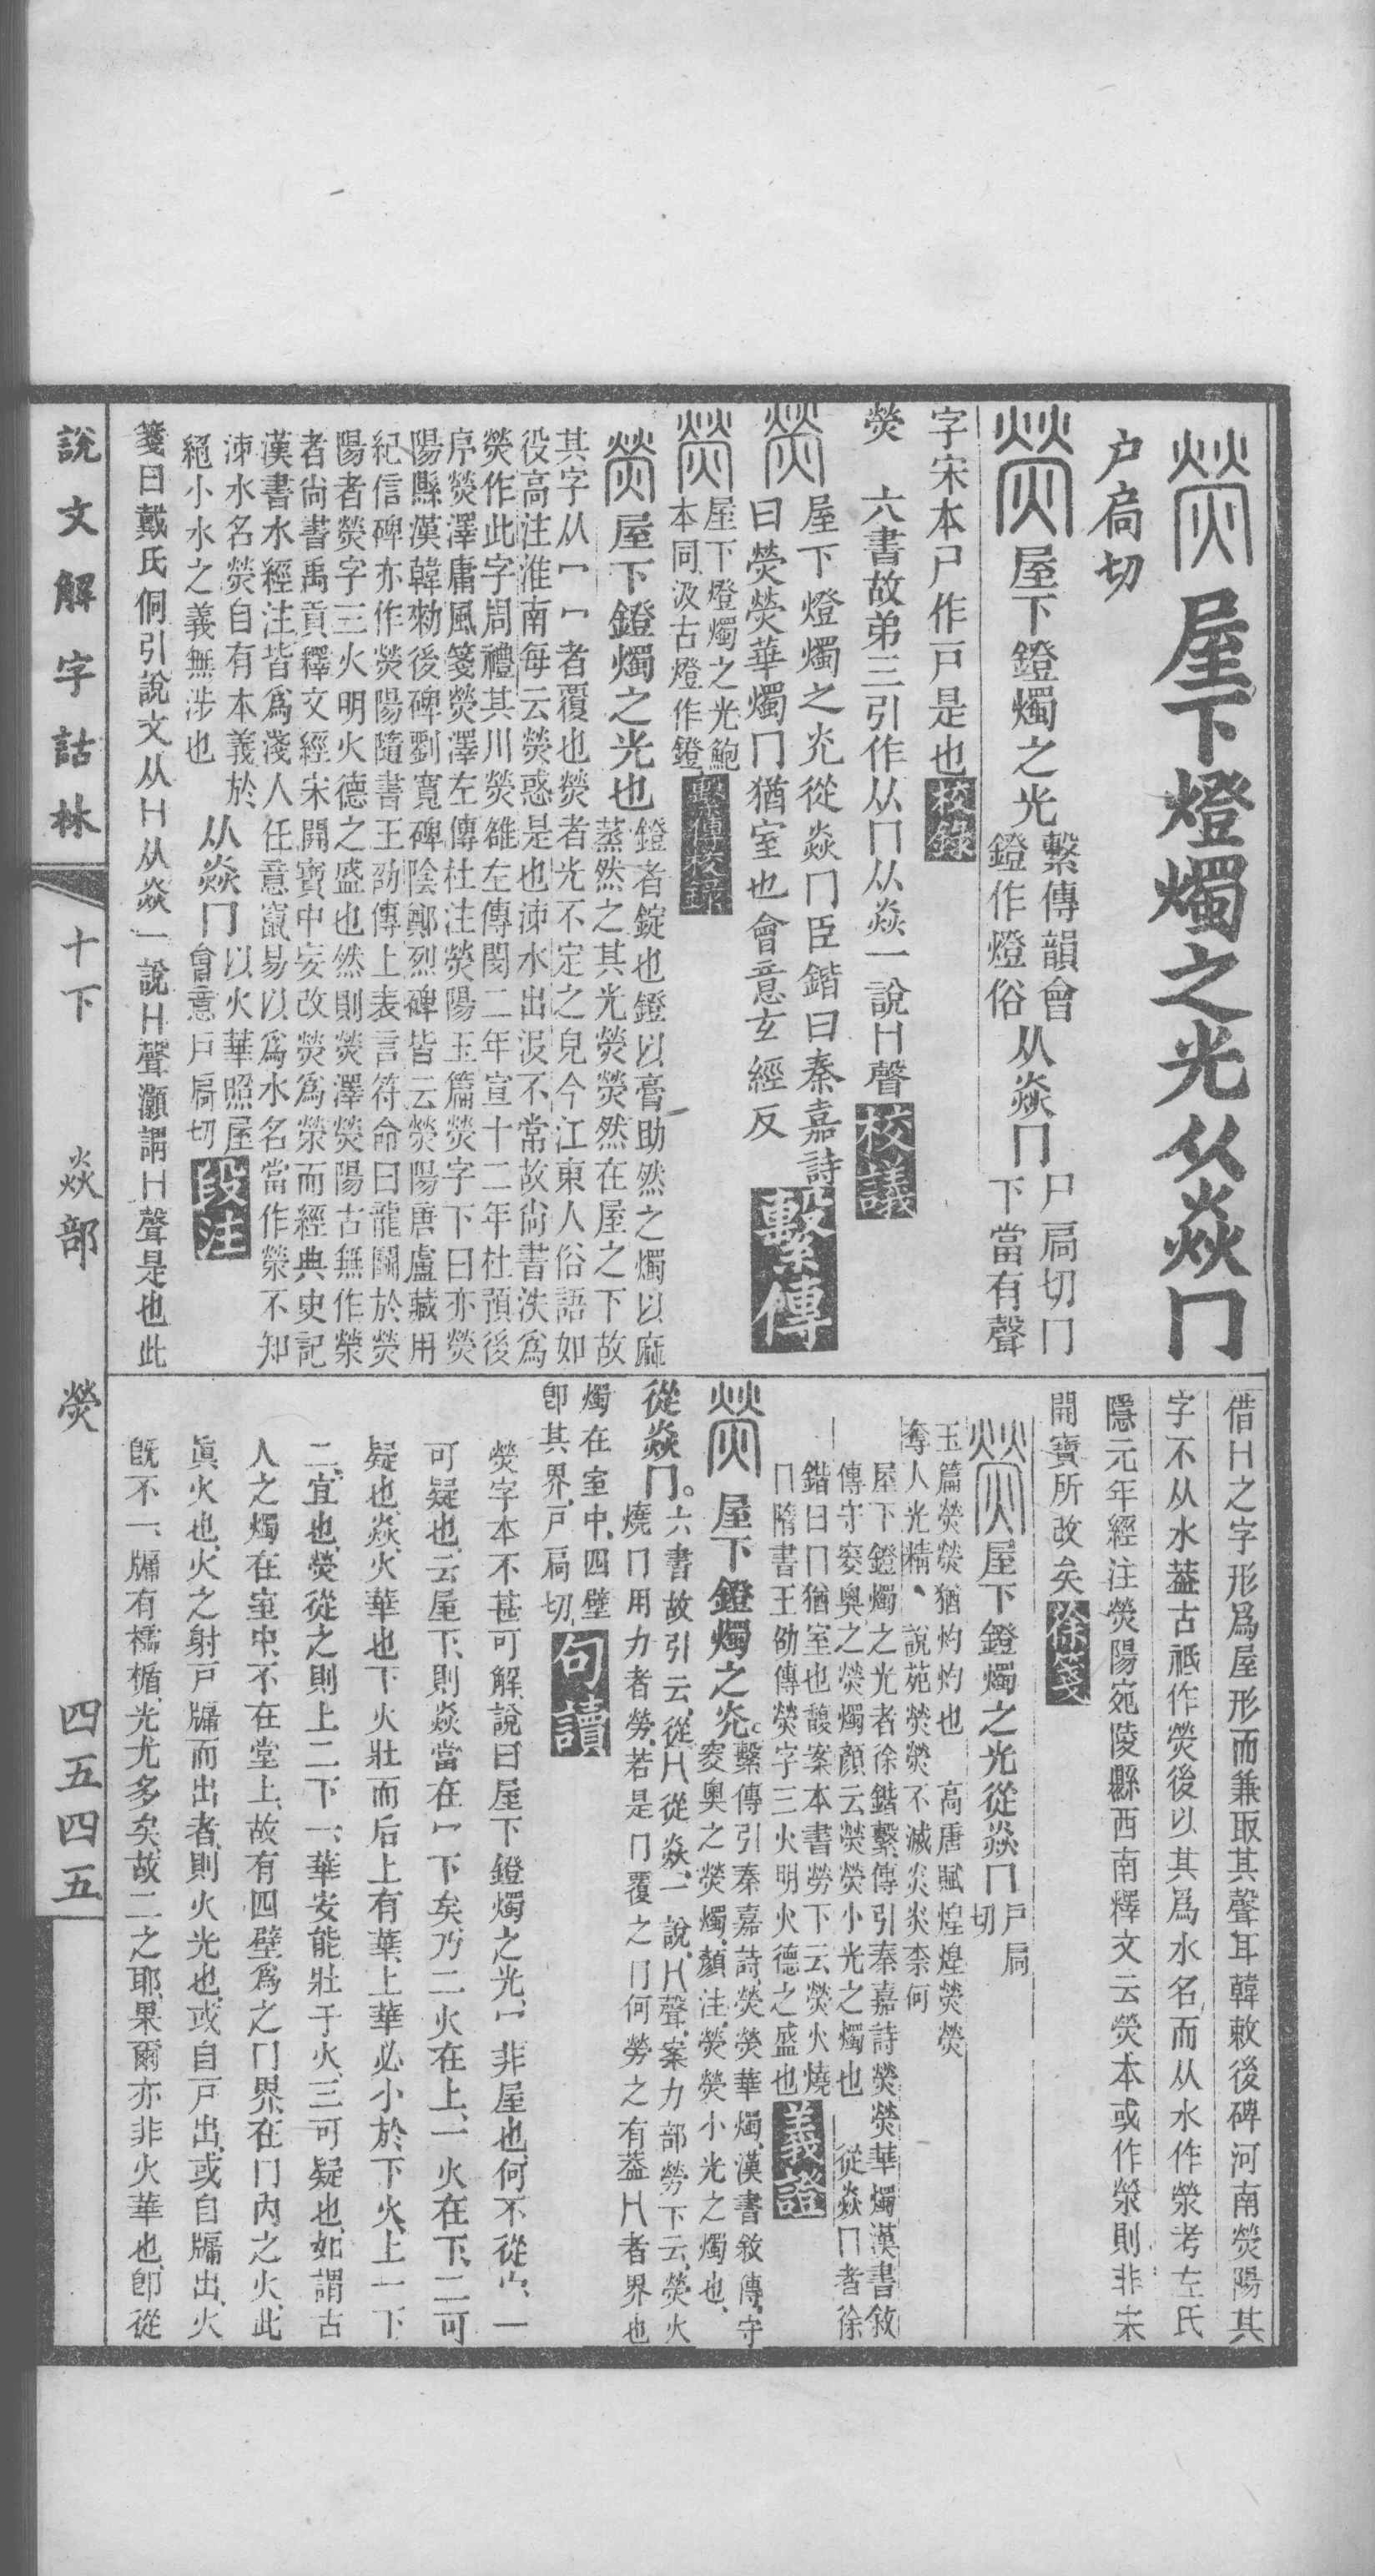 熒 屋下燈燭之光从焱冂
户扃切
熒 屋下鐙燭之光 繫傳韻會鐙作燈俗 从焱冂 尸扃切冂下當有聲
字宋本尸作戸是也 校錄
熒 六書故弟三引作从冂从焱一說H聲 校議
熒 屋下燈燭之光從焱冂臣鍇曰秦嘉詩
曰熒熒華燭冂猶室也會意玄經反 繫傳
熒 屋下燈燭之光鮑本同汲古燈作鐙 繫傳校錄
熒 屋下鐙燭之光也 鐙者錠也鐙以膏助然之燭以麻
蒸然之其光熒熒然在屋之下故
其字从冖冖者覆也熒者光不定之皃今江東人俗語如
役高注淮南每云熒惑是也泲水出沒不常故尙書泆爲
熒作此字周禮其川熒雒左傳閔二年宣十二年杜預後
序熒澤庸風箋熒澤左傳杜注熒陽玉篇熒字下曰亦熒
陽縣漢韓勑後碑劉寬碑陰鄭烈碑皆云熒陽唐盧藏用
紀信碑亦作熒陽隨書王劭傳上表言符命曰龍鬭於熒
陽者熒字三火明火德之盛也然則熒澤熒陽古無作滎
者尙書禹貢釋文經宋開寶中妄改熒爲滎而經典史記
漢書水經注皆爲淺人任意竄易以爲水名當作滎不知
泲水名熒自有本義於
絕小水之義無涉也 从焱冂 以火華照屋會意戸扃切 段注
箋曰戴氏侗引說文从H从焱一說H聲灝謂H聲是也此
借H之字形爲屋形而兼取其聲耳韓敕後碑河南熒陽其
字不从水葢古祗作熒後以其爲水名而从水作滎考左氏
隱元年經注熒陽宛陵縣西南釋文云熒本或作滎則非宋
開寶所改矣 徐箋
熒 屋下鐙燭之光從焱冂 戸扃切
玉篇熒熒猶灼灼也 高唐賦煌煌熒熒
奪人光精 說苑熒熒不滅炎炎柰何
屋下鐙燭之光者徐鍇繫傳引秦嘉詩熒熒華燭漢書敘
傳守窔奧之熒燭顏云熒熒小光之燭也 從焱冂者徐
鍇曰冂猶室也馥案本書勞下云熒火燒
冂隋書王劭傳熒字三火明火德之盛也 義證
熒 屋下鐙燭之光。 繫傳引秦嘉詩、熒熒華燭、漢書敘傳、守
窔奧之熒燭、顏注、熒熒小光之燭也、
從焱冂。 六書故引云、從H從焱、一說、H聲、案力部勞下云、熒火
燒冂用力者勞、若是冂覆之冂何勞之有葢H者界也
燭在室中、四壁
卽其界、戸扃切 句讀
熒字本不甚可解、說曰屋下鐙燭之光、冖非屋也、何不從宀、一
可疑也、云屋下、則焱當在冖下矣、乃二火在上、一火在下、二可
疑也、焱火華也、下火壯而后上有華、上華必小於下火、上一下
二、宜也、熒從之、則上二下一、華安能壯于火、三可疑也、如謂古
人之燭在室中、不在堂上、故有四壁爲之冂界、在冂內之火、此
眞火也、火之射戸牖而出者、則火光也、或自戸出、或自牖出、火
旣不一、牖有櫺楯、光尤多矣、故二之耶、果爾亦非火華也、卽從
說文解字詁林 十下 焱部 熒 四五四五